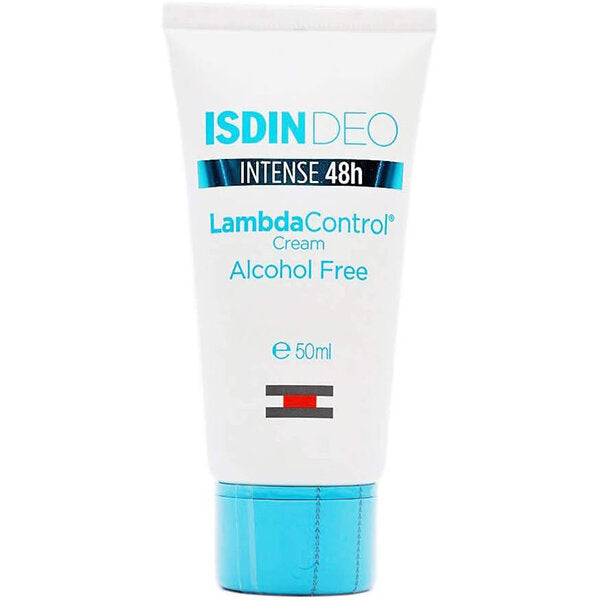 ISDIN DEO
INTENSE 48h
LambdaControl®
Cream
Alcohol Free
℮ 50ml